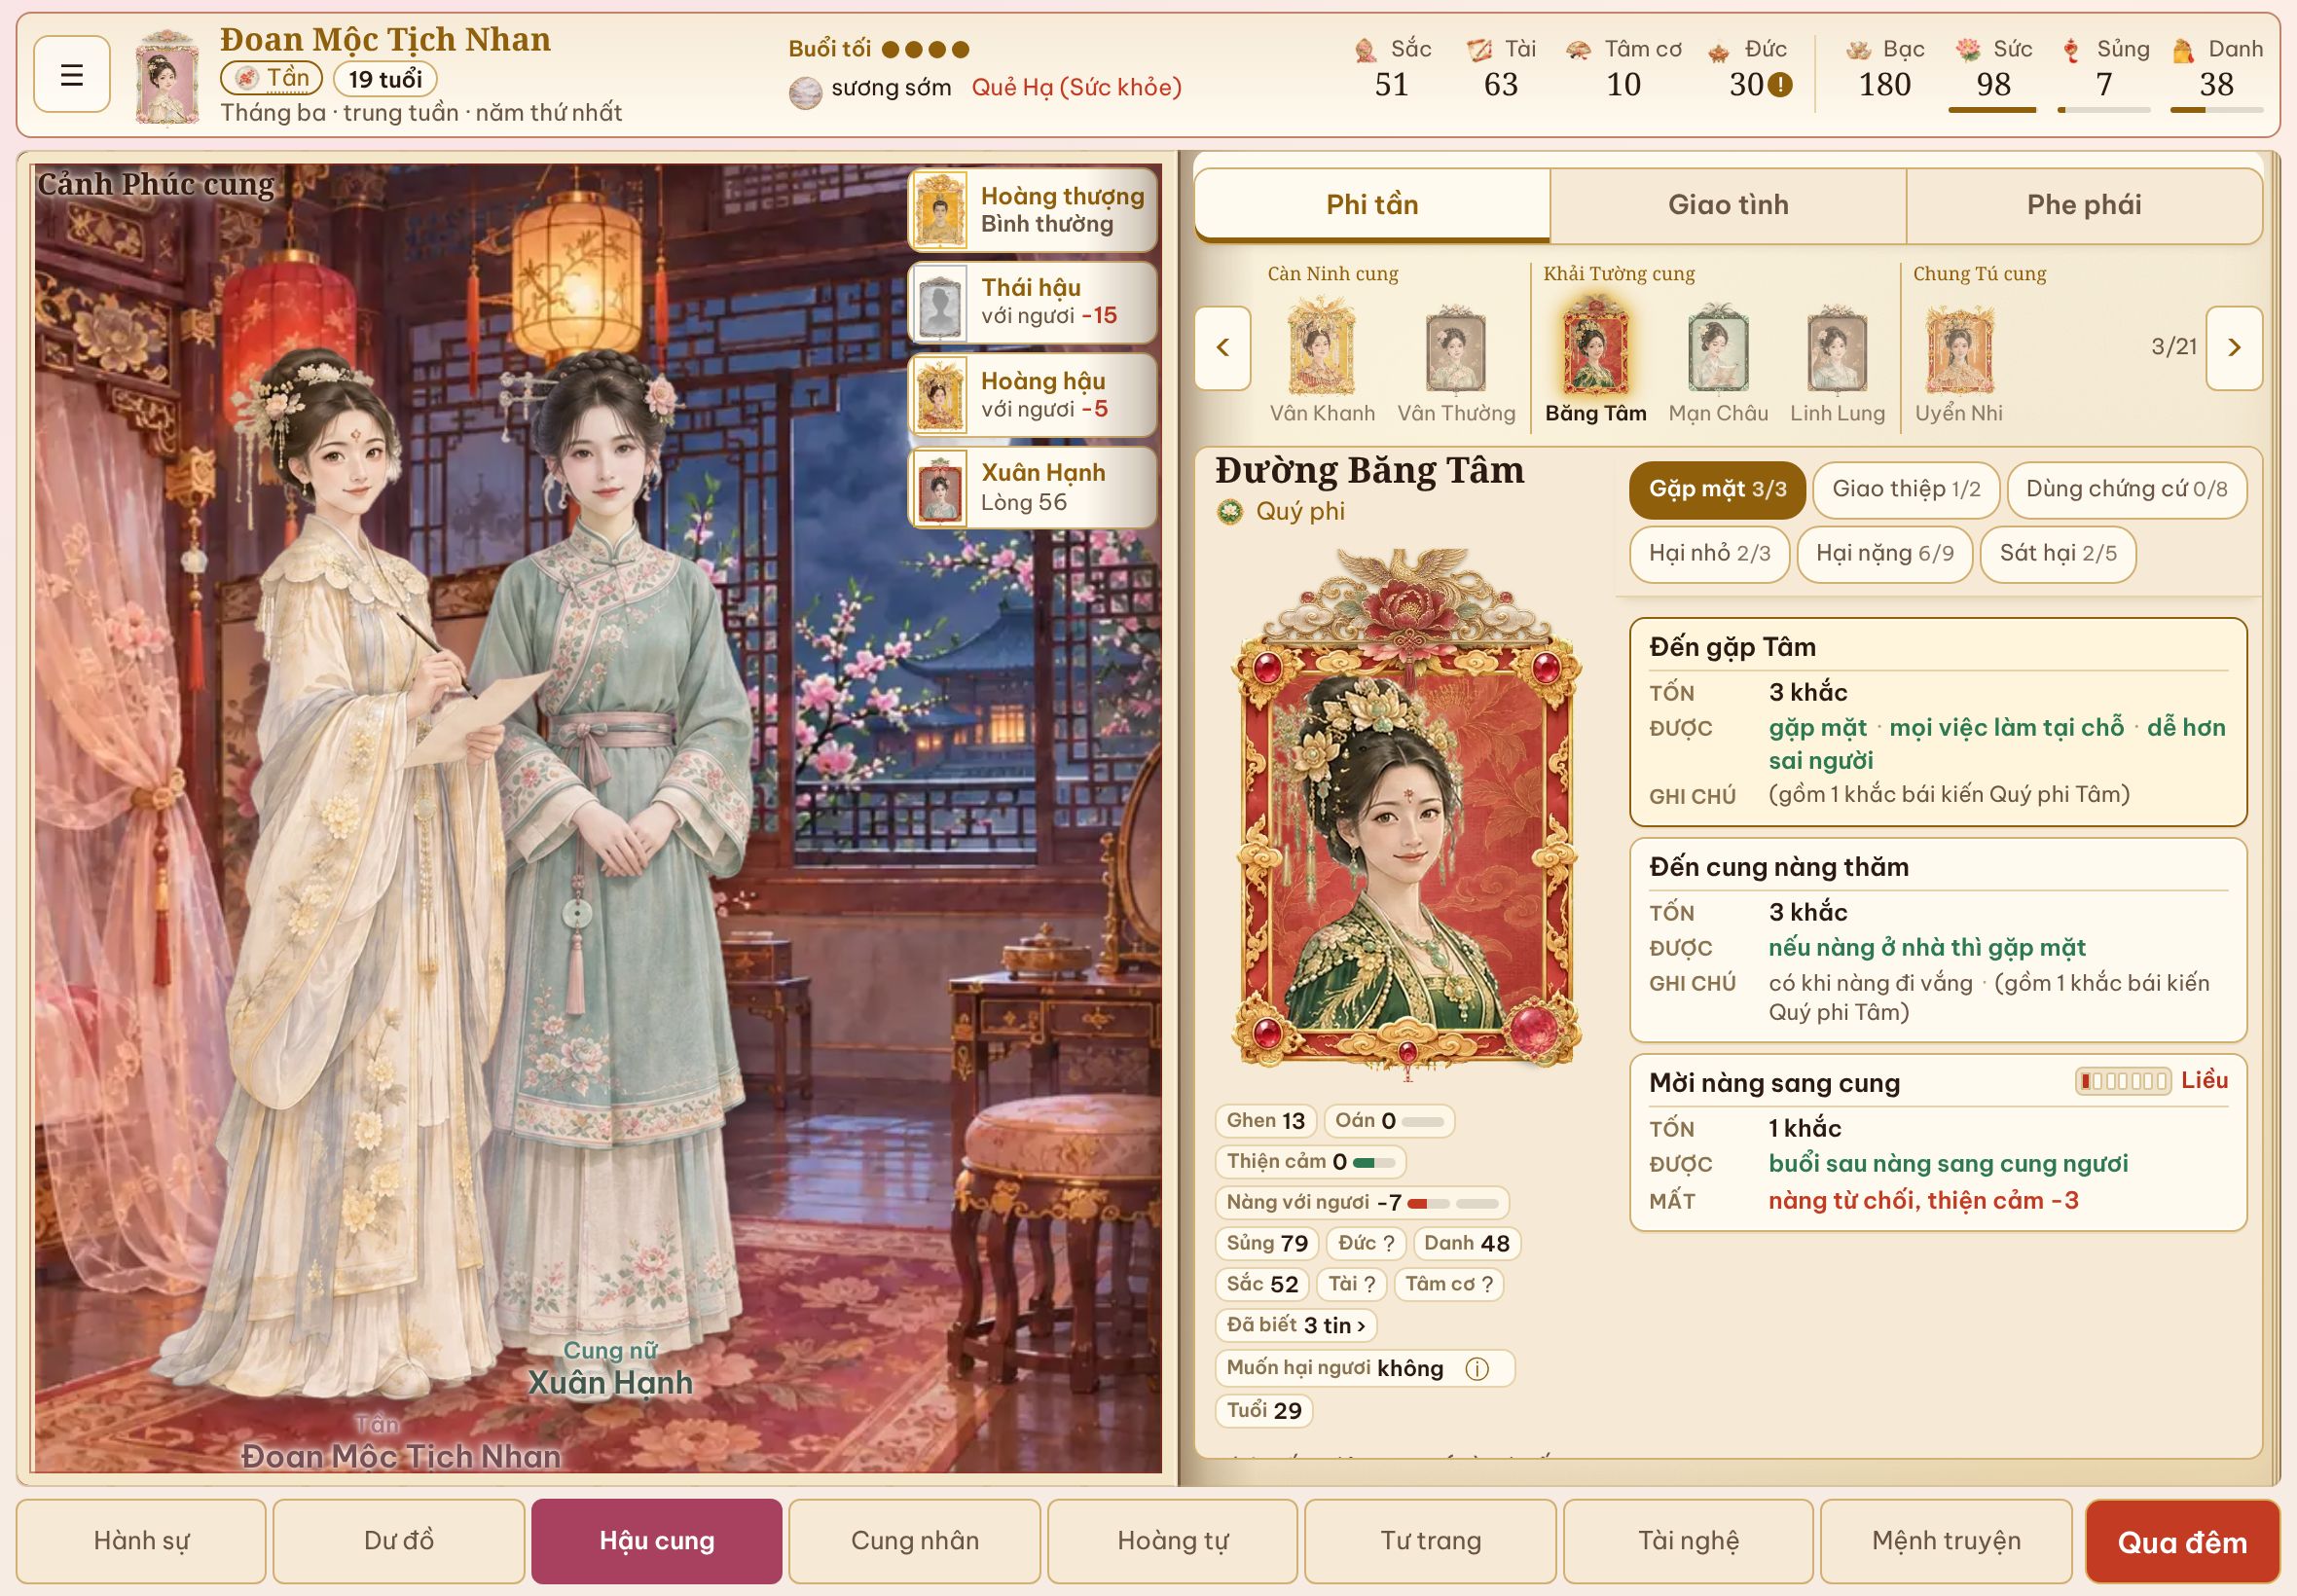 ☰
Đoan Mộc Tịch Nhan
Tần
19 tuổi
Tháng ba · trung tuần · năm thứ nhất
Buổi tối
sương sớm
Quẻ Hạ (Sức khỏe)
Sắc
51
Tài
63
Tâm cơ
10
Đức
30 !
Bạc
180
Sức
98
Sủng
7
Danh
38
Cảnh Phúc cung
Hoàng thượng
Bình thường
Thái hậu
với ngươi -15
Hoàng hậu
với ngươi -5
Xuân Hạnh
Lòng 56
Cung nữ
Xuân Hạnh
Tần
Đoan Mộc Tịch Nhan
Phi tần
Giao tình
Phe phái
Càn Ninh cung
Khải Tường cung
Chung Tú cung
Vân Khanh
Vân Thường
Băng Tâm
Mạn Châu
Linh Lung
Uyển Nhi
3/21
Đường Băng Tâm
Quý phi
Ghen 13
Oán 0
Thiện cảm 0
Nàng với ngươi -7
Sủng 79
Đức ?
Danh 48
Sắc 52
Tài ?
Tâm cơ ?
Đã biết 3 tin ›
Muốn hại ngươi không ⓘ
Tuổi 29
Gặp mặt 3/3
Giao thiệp 1/2
Dùng chứng cứ 0/8
Hại nhỏ 2/3
Hại nặng 6/9
Sát hại 2/5
Đến gặp Tâm
TỐN 3 khắc
ĐƯỢC gặp mặt · mọi việc làm tại chỗ · dễ hơn
sai người
GHI CHÚ (gồm 1 khắc bái kiến Quý phi Tâm)
Đến cung nàng thăm
TỐN 3 khắc
ĐƯỢC nếu nàng ở nhà thì gặp mặt
GHI CHÚ có khi nàng đi vắng · (gồm 1 khắc bái kiến
Quý phi Tâm)
Mời nàng sang cung
Liều
TỐN 1 khắc
ĐƯỢC buổi sau nàng sang cung ngươi
MẤT nàng từ chối, thiện cảm -3
Hành sự
Dư đồ
Hậu cung
Cung nhân
Hoàng tự
Tư trang
Tài nghệ
Mệnh truyện
Qua đêm